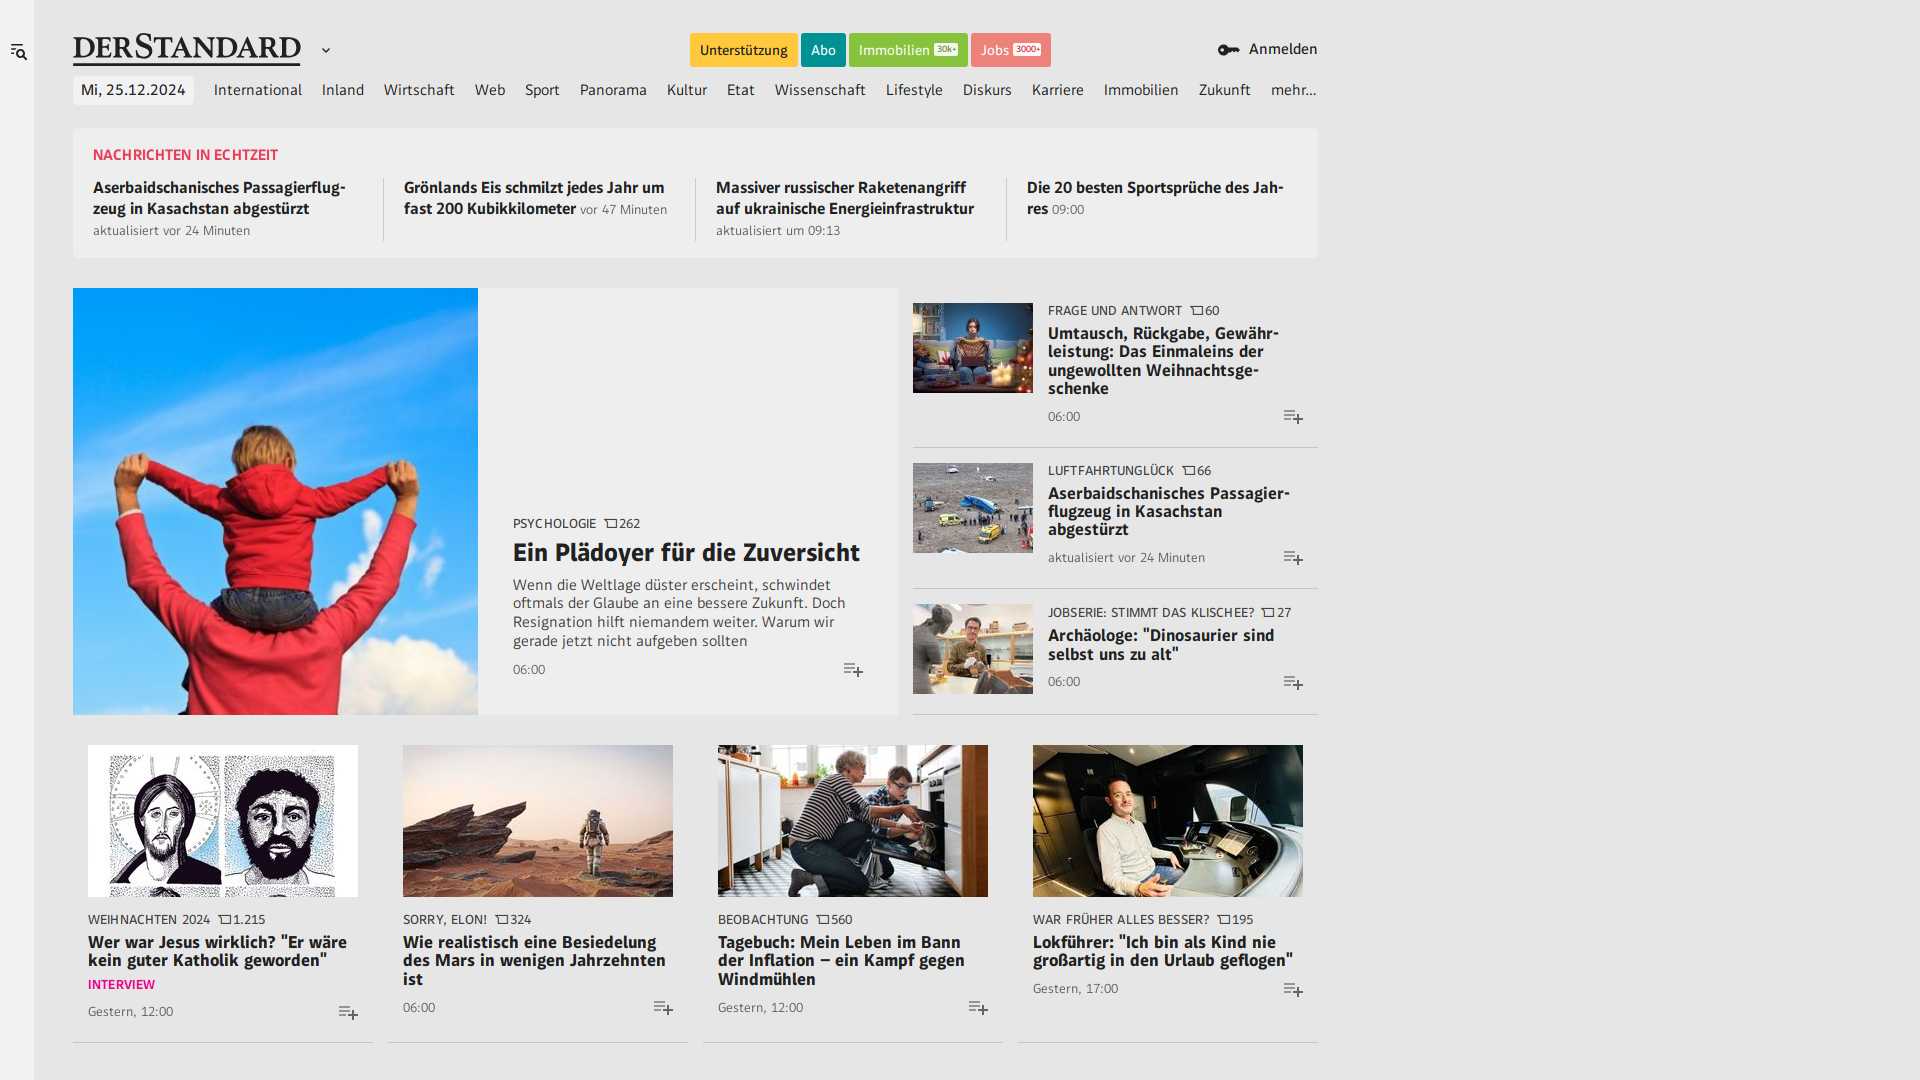 DERSTANDARD
Unterstützung
Abo
Immobilien 30k+
Jobs 3000+
Anmelden
Mi, 25.12.2024
International
Inland
Wirtschaft
Web
Sport
Panorama
Kultur
Etat
Wissenschaft
Lifestyle
Diskurs
Karriere
Immobilien
Zukunft
mehr...
NACHRICHTEN IN ECHTZEIT
Aserbaidschanisches Passagierflug-
zeug in Kasachstan abgestürzt
aktualisiert vor 24 Minuten
Grönlands Eis schmilzt jedes Jahr um
fast 200 Kubikkilometer vor 47 Minuten
Massiver russischer Raketenangriff
auf ukrainische Energieinfrastruktur
aktualisiert um 09:13
Die 20 besten Sportsprüche des Jah-
res 09:00
PSYCHOLOGIE 262
Ein Plädoyer für die Zuversicht
Wenn die Weltlage düster erscheint, schwindet
oftmals der Glaube an eine bessere Zukunft. Doch
Resignation hilft niemandem weiter. Warum wir
gerade jetzt nicht aufgeben sollten
06:00
FRAGE UND ANTWORT 60
Umtausch, Rückgabe, Gewähr-
leistung: Das Einmaleins der
ungewollten Weihnachtsge-
schenke
06:00
LUFTFAHRTUNGLÜCK 66
Aserbaidschanisches Passagier-
flugzeug in Kasachstan
abgestürzt
aktualisiert vor 24 Minuten
JOBSERIE: STIMMT DAS KLISCHEE? 27
Archäologe: "Dinosaurier sind
selbst uns zu alt"
06:00
WEIHNACHTEN 2024 1.215
Wer war Jesus wirklich? "Er wäre
kein guter Katholik geworden"
INTERVIEW
Gestern, 12:00
SORRY, ELON! 324
Wie realistisch eine Besiedelung
des Mars in wenigen Jahrzehnten
ist
06:00
BEOBACHTUNG 560
Tagebuch: Mein Leben im Bann
der Inflation – ein Kampf gegen
Windmühlen
Gestern, 12:00
WAR FRÜHER ALLES BESSER? 195
Lokführer: "Ich bin als Kind nie
großartig in den Urlaub geflogen"
Gestern, 17:00